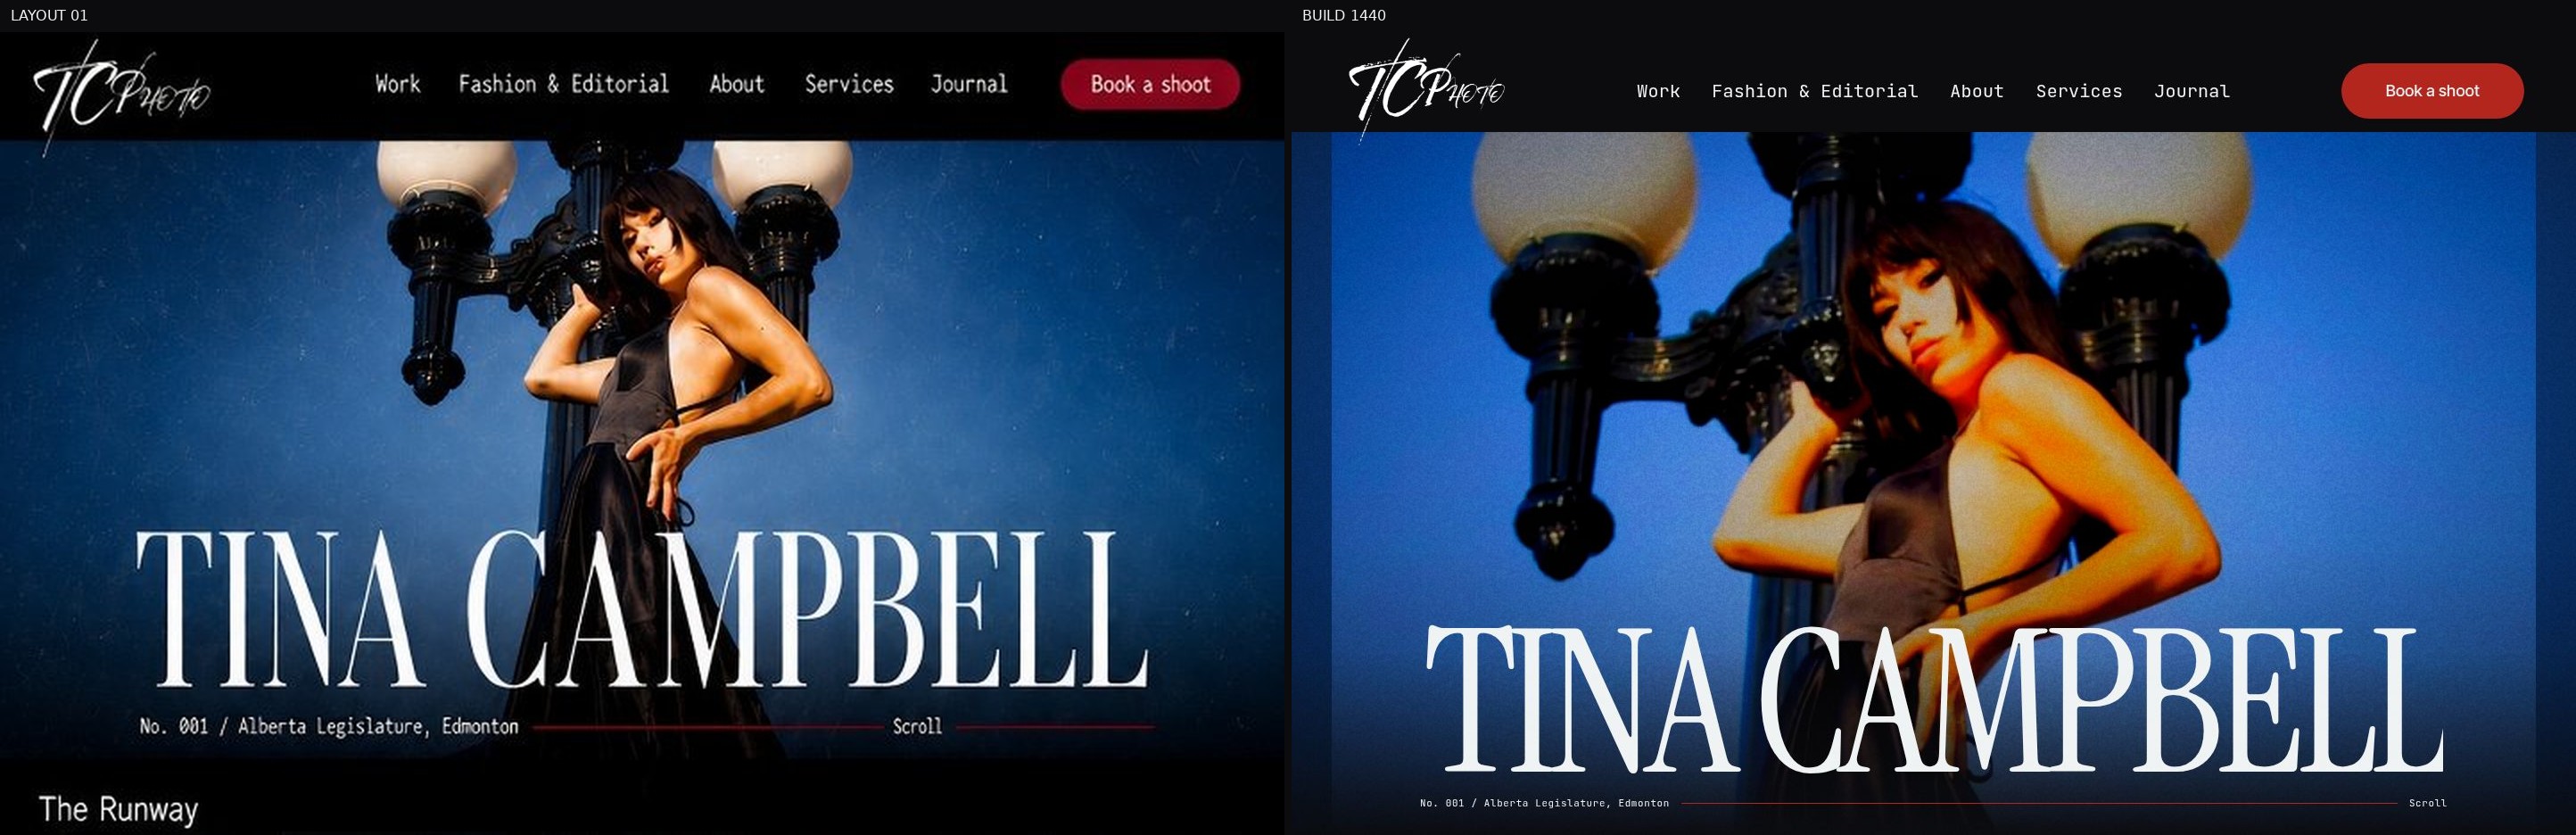 LAYOUT 01
TCPHOTO
Work Fashion & Editorial About Services Journal Book a shoot
TINA CAMPBELL
No. 001 / Alberta Legislature, Edmonton Scroll
The Runway
BUILD 1440
TCPHOTO
Work Fashion & Editorial About Services Journal Book a shoot
TINA CAMPBELL
No. 001 / Alberta Legislature, Edmonton Scroll